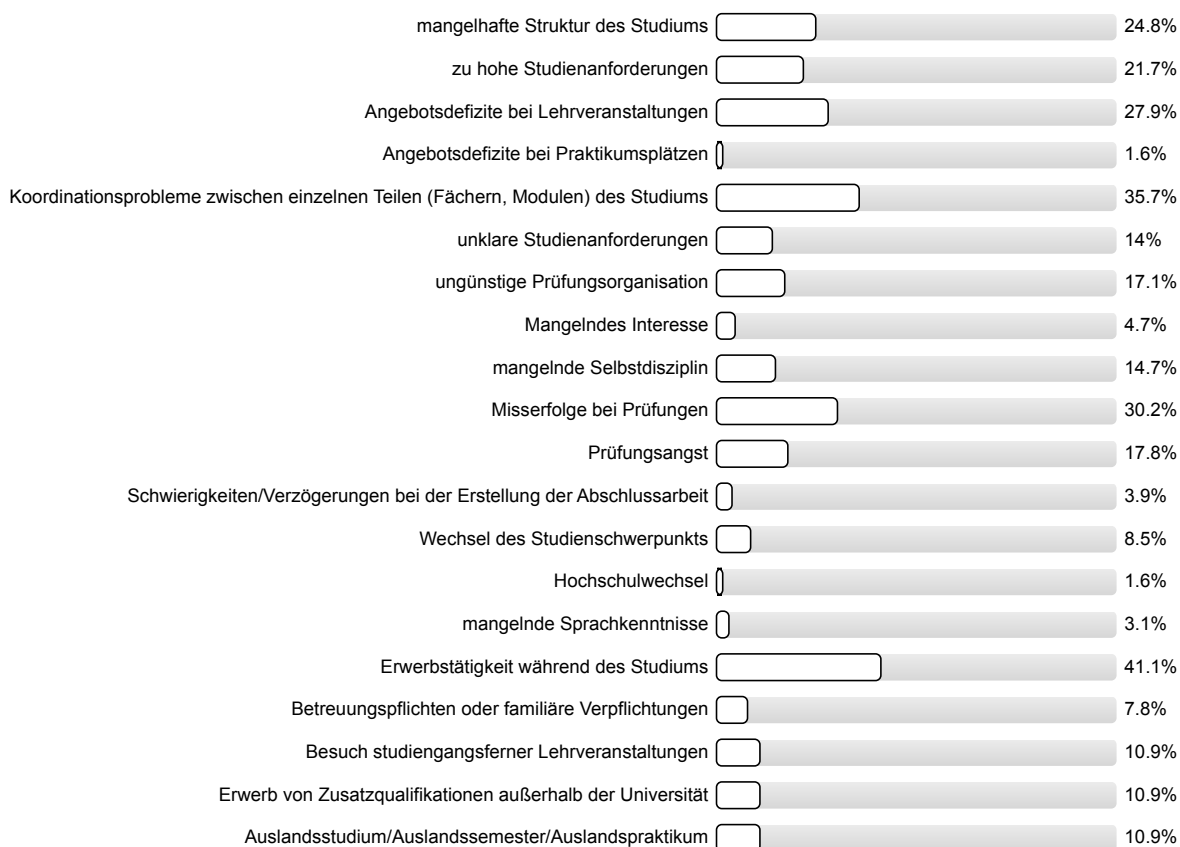 mangelhafte Struktur des Studiums 24.8%
zu hohe Studienanforderungen 21.7%
Angebotsdefizite bei Lehrveranstaltungen 27.9%
Angebotsdefizite bei Praktikumsplätzen 1.6%
Koordinationsprobleme zwischen einzelnen Teilen (Fächern, Modulen) des Studiums 35.7%
unklare Studienanforderungen 14%
ungünstige Prüfungsorganisation 17.1%
Mangelndes Interesse 4.7%
mangelnde Selbstdisziplin 14.7%
Misserfolge bei Prüfungen 30.2%
Prüfungsangst 17.8%
Schwierigkeiten/Verzögerungen bei der Erstellung der Abschlussarbeit 3.9%
Wechsel des Studienschwerpunkts 8.5%
Hochschulwechsel 1.6%
mangelnde Sprachkenntnisse 3.1%
Erwerbstätigkeit während des Studiums 41.1%
Betreuungspflichten oder familiäre Verpflichtungen 7.8%
Besuch studiengangsferner Lehrveranstaltungen 10.9%
Erwerb von Zusatzqualifikationen außerhalb der Universität 10.9%
Auslandsstudium/Auslandssemester/Auslandspraktikum 10.9%